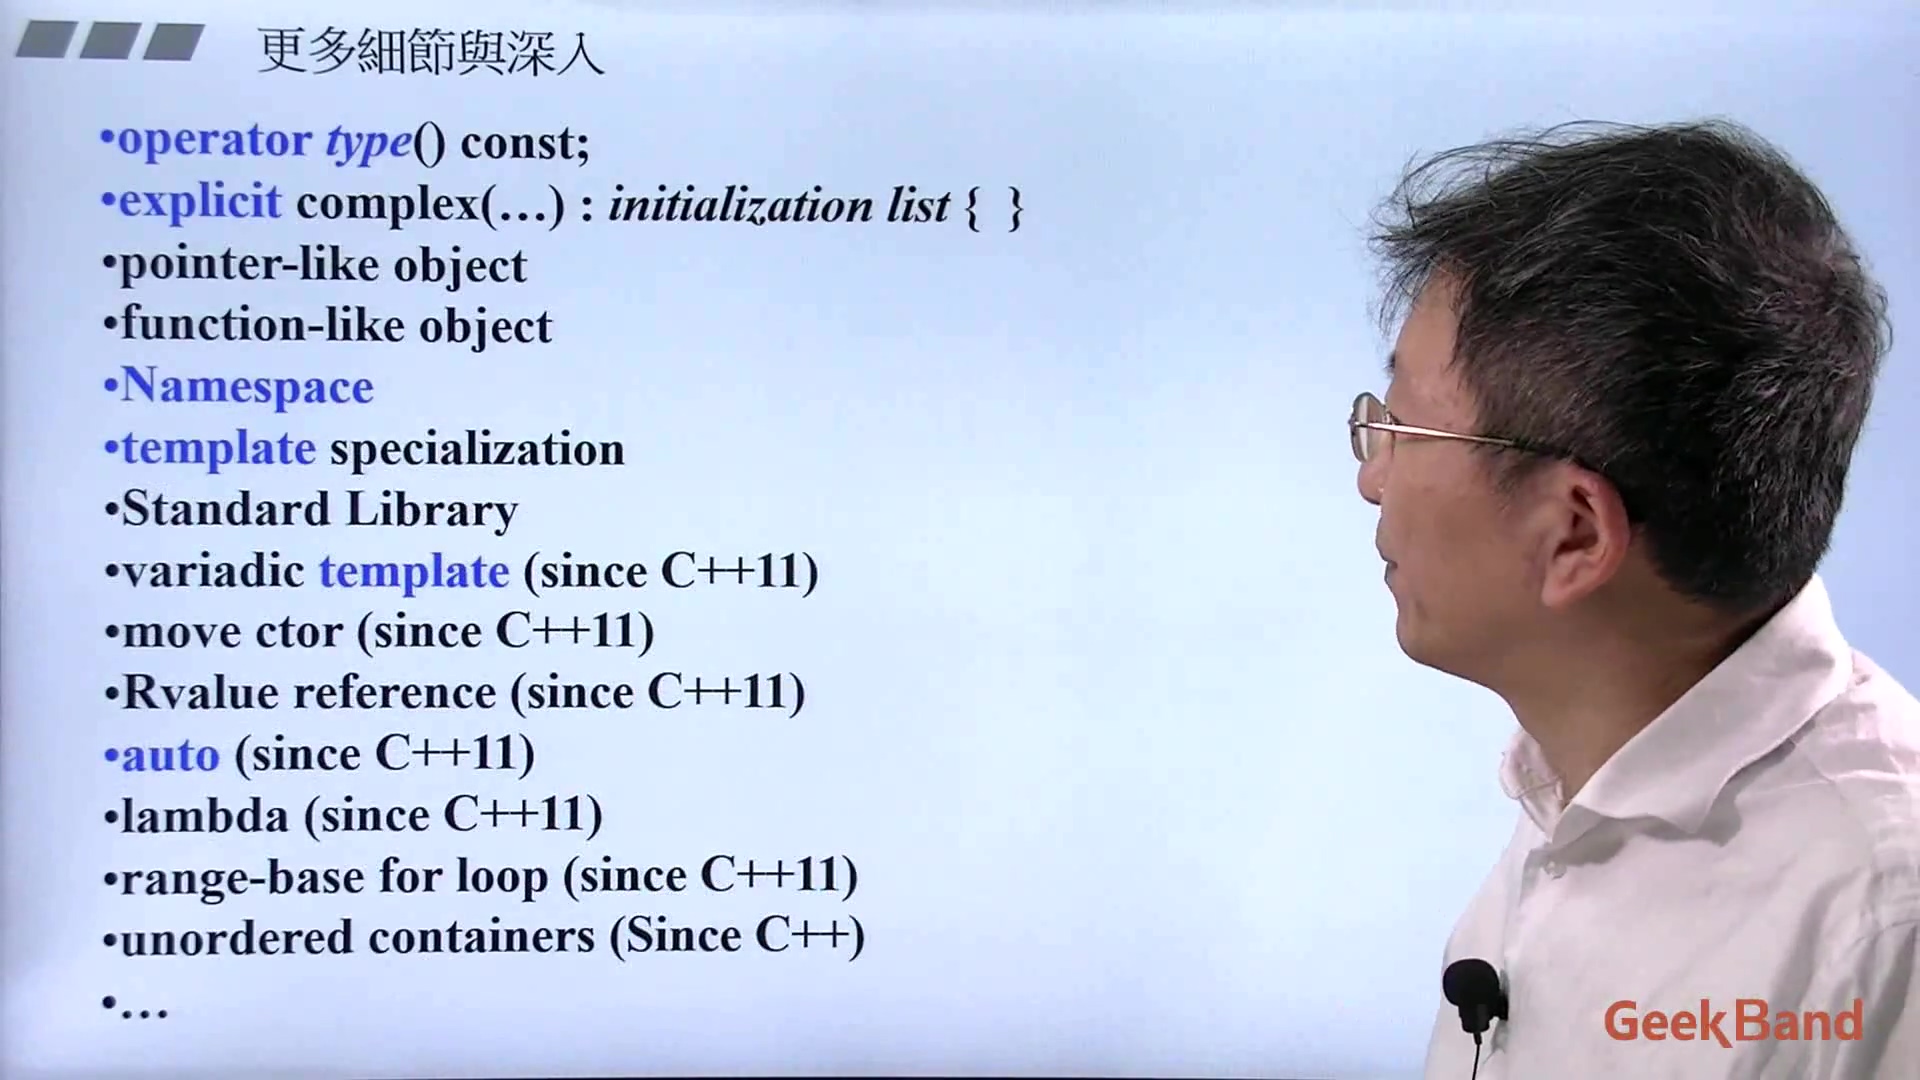 更多細節與深入
•operator type() const;
•explicit complex(…) : initialization list { }
•pointer-like object
•function-like object
•Namespace
•template specialization
•Standard Library
•variadic template (since C++11)
•move ctor (since C++11)
•Rvalue reference (since C++11)
•auto (since C++11)
•lambda (since C++11)
•range-base for loop (since C++11)
•unordered containers (Since C++)
•…
GeekBand